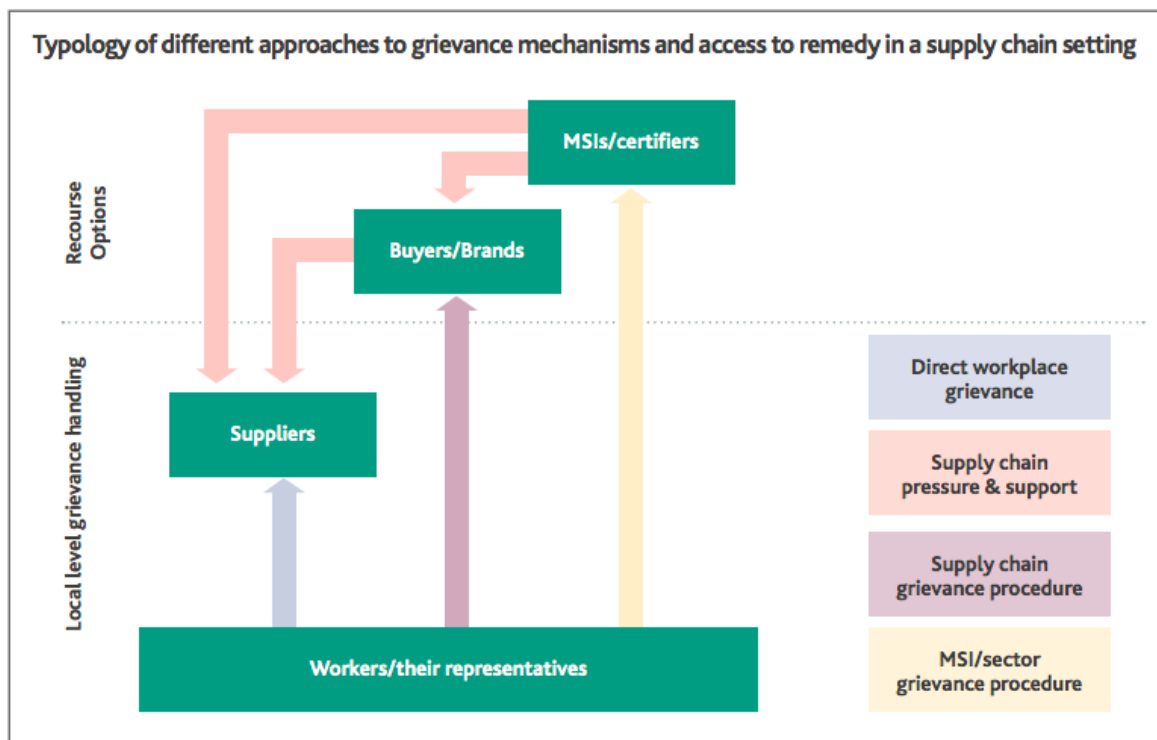 Typology of different approaches to grievance mechanisms and access to remedy in a supply chain setting
Recourse
Options
MSIs/certifiers
Buyers/Brands
Local level grievance handling
Suppliers
Workers/their representatives
Direct workplace
grievance
Supply chain
pressure & support
Supply chain
grievance procedure
MSI/sector
grievance procedure